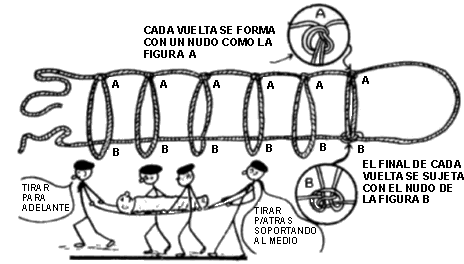 CADA VUELTA SE FORMA
CON UN NUDO COMO LA
FIGURA A
A
A
A
A
A
A
A
B
B
B
B
B
B
B
EL FINAL DE CADA
VUELTA SE SUJETA
CON EL NUDO DE
LA FIGURA B
TIRAR
PARA
ADELANTE
TIRAR
P/ATRAS
SOPORTANDO
AL MEDIO